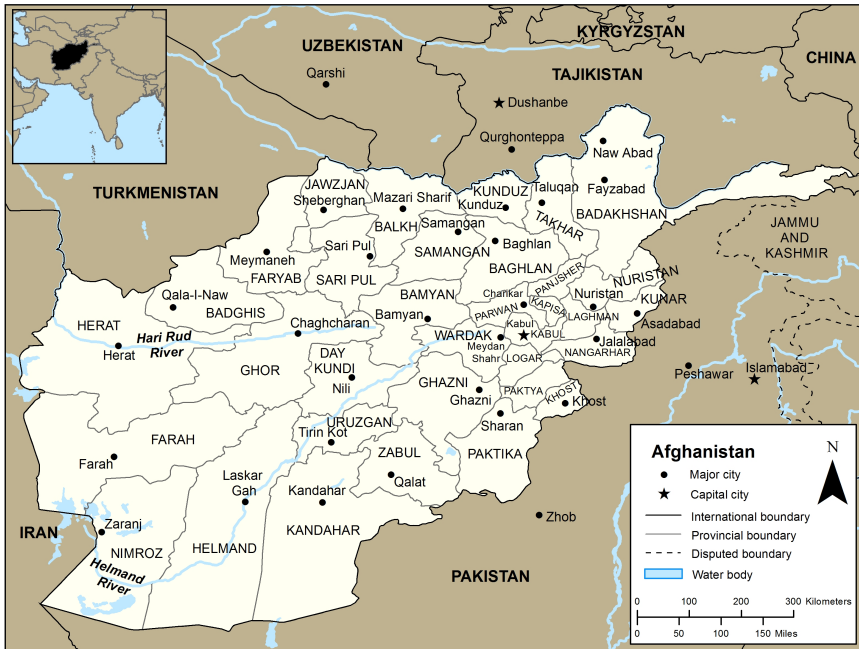 UZBEKISTAN
KYRGYZSTAN
CHINA
Qarshi
TAJIKISTAN
Dushanbe
Qurghonteppa
Naw Abad
TURKMENISTAN
JAWZJAN
Sheberghan
Mazari Sharif
KUNDUZ
Kunduz
Taluqan
Fayzabad
BADAKHSHAN
TAKHAR
BALKH
Samangan
SAMANGAN
Baghlan
BAGHLAN
JAMMU
AND
KASHMIR
Sari Pul
SARI PUL
Meymaneh
FARYAB
PANJSHER
NURISTAN
Qala-I-Naw
BADGHIS
BAMYAN
Bamyan
Charikar
PARWAN
KAPISA
Nuristan
LAGHMAN
KUNAR
Asadabad
HERAT
Herat
Hari Rud
River
Chaghcharan
WARDAK
Kabul
KABUL
Meydan
Shahr
LOGAR
Jalalabad
NANGARHAR
GHOR
DAY
KUNDI
Nili
GHAZNI
Ghazni
PAKTYA
KHOST
Khost
Peshawar
Islamabad
Sharan
PAKTIKA
FARAH
Farah
URUZGAN
Tirin Kot
ZABUL
Qalat
Laskar
Gah
Kandahar
KANDAHAR
Zhob
IRAN
Zaranj
NIMROZ
HELMAND
Helmand
River
PAKISTAN
Afghanistan
N
Major city
Capital city
International boundary
Provincial boundary
Disputed boundary
Water body
0 100 200 300 Kilometers
0 50 100 150 Miles